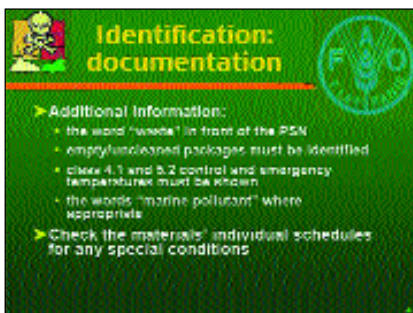 Identification:
documentation
F A O
➤Additional information:
• the word "waste" in front of the PSN
• empty/uncleaned packages must be identified
• class 4.1 and 5.2 control and emergency
temperatures must be shown
• the words "marine pollutant" where
appropriate
➤Check the materials' individual schedules
for any special conditions